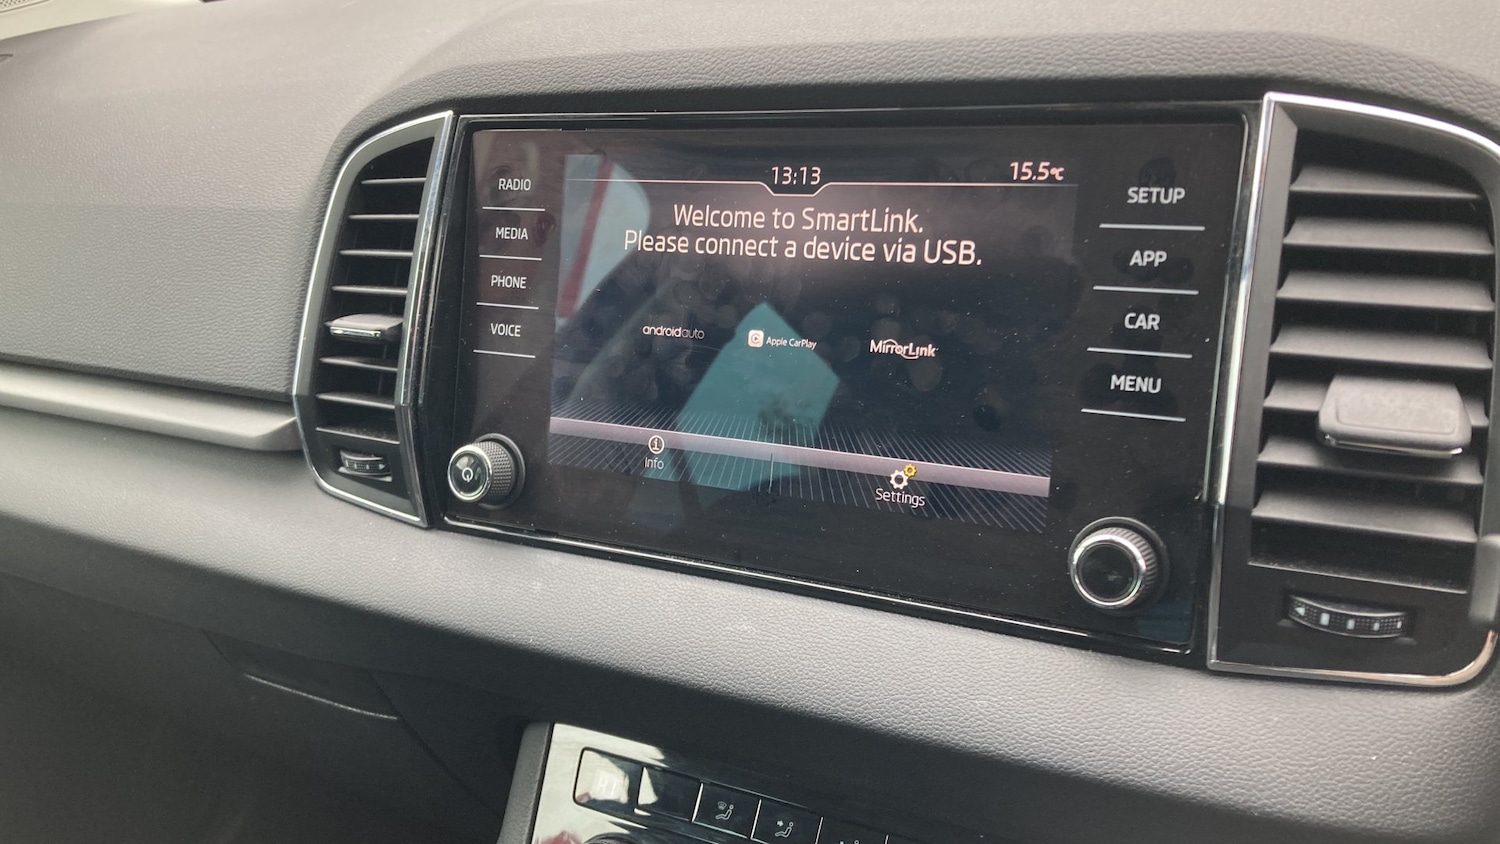 RADIO
MEDIA
PHONE
VOICE
13:13
15.5°C
Welcome to SmartLink.
Please connect a device via USB.
androidauto
Apple CarPlay
MirrorLink
Info
Settings
SETUP
APP
CAR
MENU